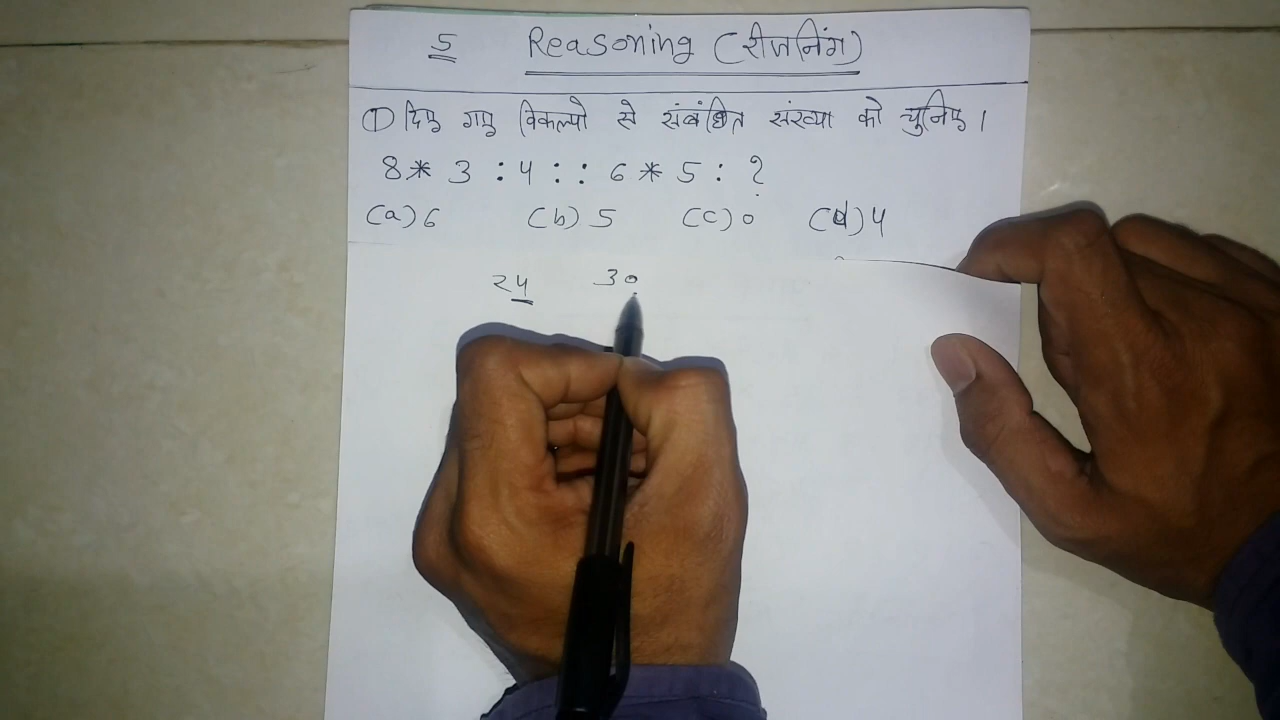 5 Reasoning (रीजनिंग)
① दिए गए विकल्पो से संबंधित संख्या को चुनिए।
8 * 3 : 4 : : 6 * 5 : ?
(a) 6 (b) 5 (c) 0 (d) 4
24 30